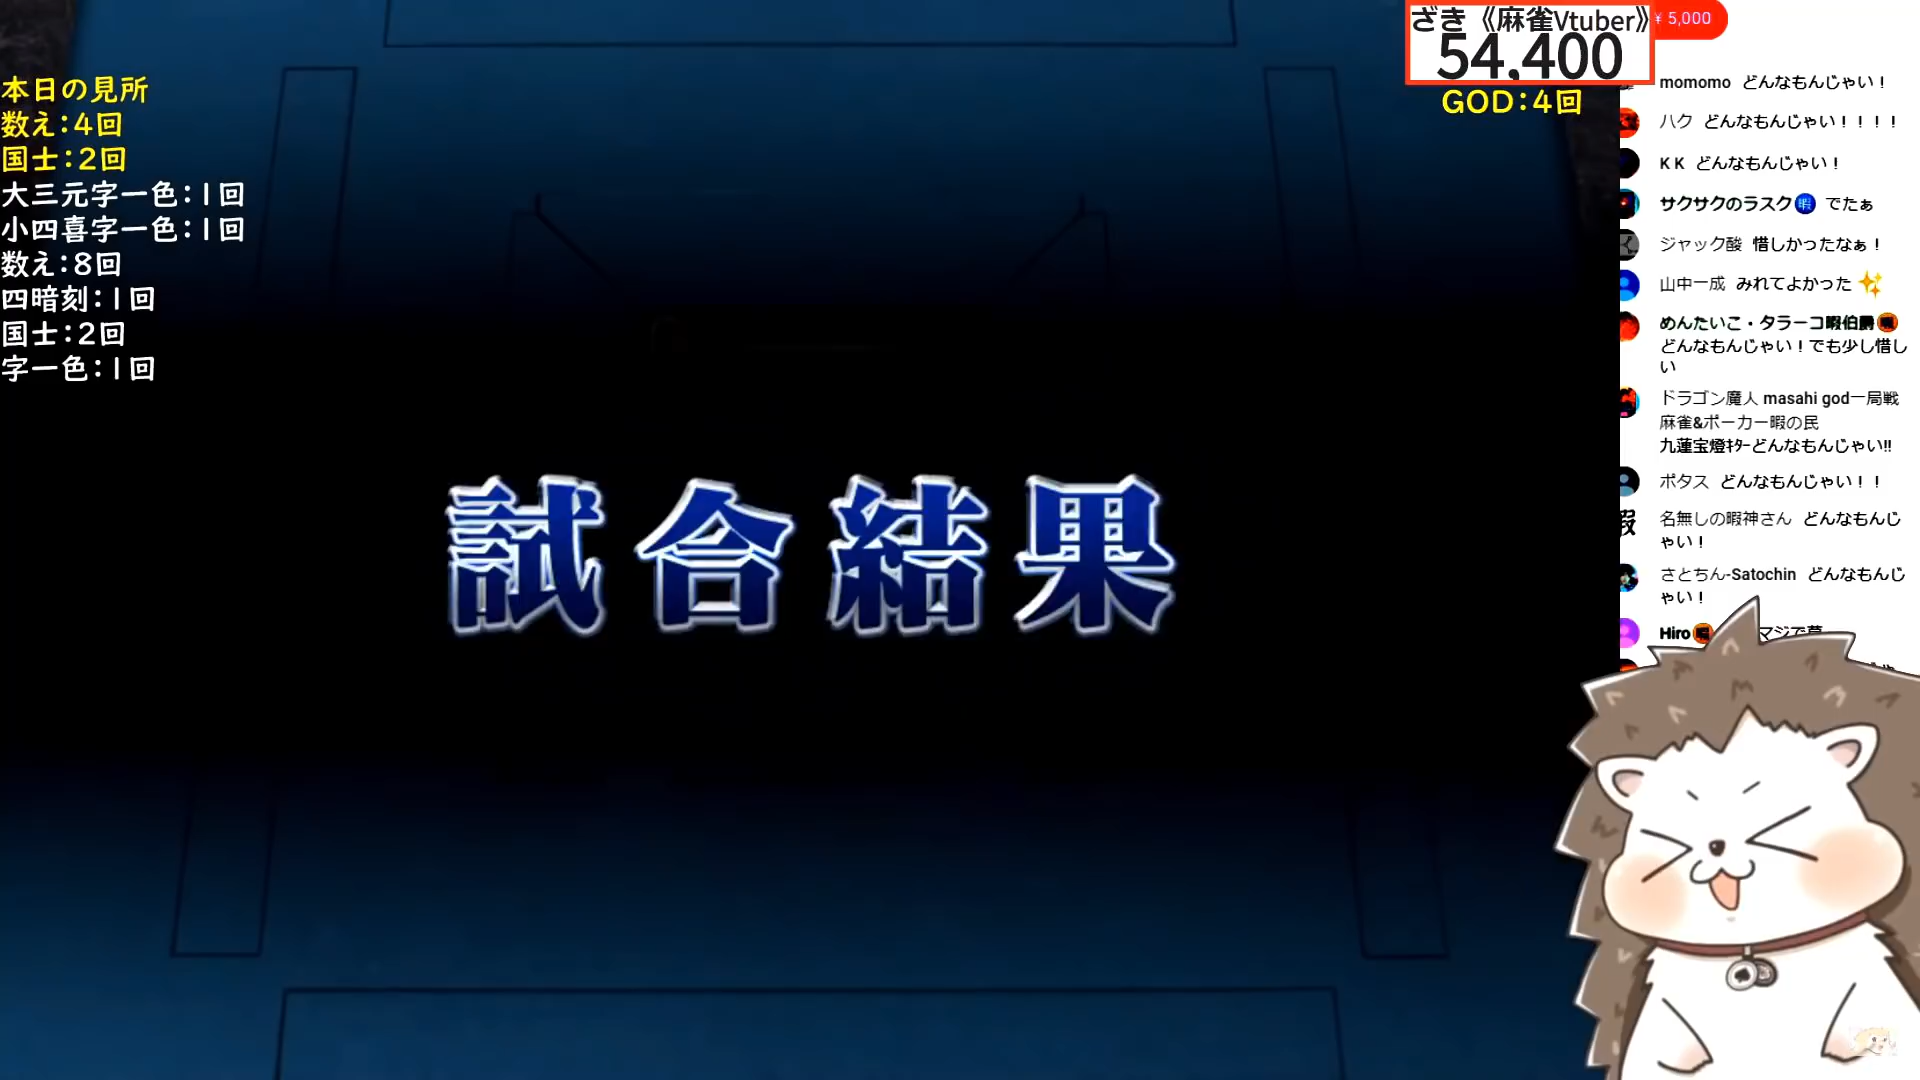 本日の見所
数え:4回
国士:2回
大三元字一色:1回
小四喜字一色:1回
数え:8回
四暗刻:1回
国士:2回
字一色:1回
試合結果
ざき《麻雀Vtuber》
54,400
GOD:4回
¥ 5,000
momomo どんなもんじゃい！
ハク どんなもんじゃい！！！！
K K どんなもんじゃい！
サクサクのラスク 暇 でたぁ
ジャック酸 惜しかったなぁ！
山中一成 みれてよかった✨
めんたいこ・タラーコ暇伯爵
どんなもんじゃい！でも少し惜し
い
ドラゴン魔人 masahi god一局戦
麻雀&ポーカー暇の民
九蓮宝燈ｷﾀｰどんなもんじゃい!!
ポタス どんなもんじゃい！！
名無しの暇神さん どんなもんじ
ゃい！
さとちん-Satochin どんなもんじ
ゃい！
Hiro マジで草